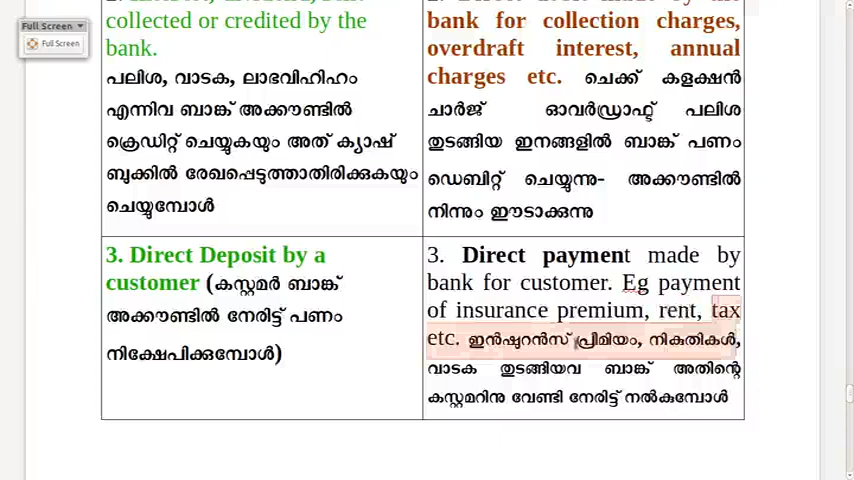 Full Screen
Full Screen
collected or credited by the
bank.
പലിശ, വാടക, ലാഭവിഹിഹം
എന്നിവ ബാങ്ക് അക്കൗണ്ടിൽ
ക്രെഡിറ്റ് ചെയ്യുകയും അത് ക്യാഷ്
ബുക്കിൽ രേഖപ്പെടുത്താതിരിക്കുകയും
ചെയ്യുമ്പോൾ
bank for collection charges,
overdraft interest, annual
charges etc. ചെക്ക് കളക്ഷൻ
ചാർജ് ഓവർഡ്രാഫ്റ്റ് പലിശ
തുടങ്ങിയ ഇനങ്ങളിൽ ബാങ്ക് പണം
ഡെബിറ്റ് ചെയ്യുന്നു- അക്കൗണ്ടിൽ
നിന്നും ഈടാക്കുന്നു
3. Direct Deposit by a
customer (കസ്റ്റമർ ബാങ്ക്
അക്കൗണ്ടിൽ നേരിട്ട് പണം
നിക്ഷേപിക്കുമ്പോൾ)
3. Direct payment made by
bank for customer. Eg payment
of insurance premium, rent, tax
etc. ഇൻഷുറൻസ് പ്രീമിയം, നികുതികൾ,
വാടക തുടങ്ങിയവ ബാങ്ക് അതിന്റെ
കസ്റ്റമറിനു വേണ്ടി നേരിട്ട് നൽകുമ്പോൾ